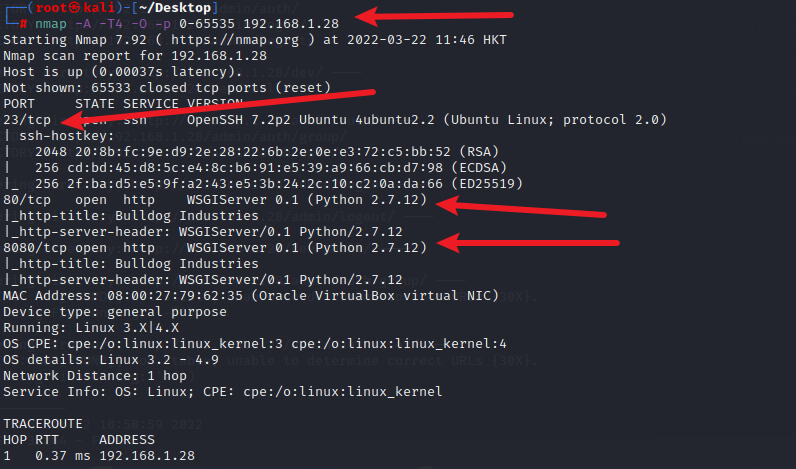 (root㉿kali)-[~/Desktop]
# nmap -A -T4 -O -p 0-65535 192.168.1.28
Starting Nmap 7.92 ( https://nmap.org ) at 2022-03-22 11:46 HKT
Nmap scan report for 192.168.1.28
Host is up (0.00037s latency).
Not shown: 65533 closed tcp ports (reset)
PORT     STATE SERVICE VERSION
23/tcp   open  ssh     OpenSSH 7.2p2 Ubuntu 4ubuntu2.2 (Ubuntu Linux; protocol 2.0)
| ssh-hostkey:
|   2048 20:8b:fc:9e:d9:2e:28:22:6b:2e:0e:e3:72:c5:bb:52 (RSA)
|   256 cd:bd:45:d8:5c:e4:8c:b6:91:e5:39:a9:66:cb:d7:98 (ECDSA)
|_  256 2f:ba:d5:e5:9f:a2:43:e5:3b:24:2c:10:c2:0a:da:66 (ED25519)
80/tcp   open  http    WSGIServer 0.1 (Python 2.7.12)
|_http-title: Bulldog Industries
|_http-server-header: WSGIServer/0.1 Python/2.7.12
8080/tcp open  http    WSGIServer 0.1 (Python 2.7.12)
|_http-title: Bulldog Industries
|_http-server-header: WSGIServer/0.1 Python/2.7.12
MAC Address: 08:00:27:79:62:35 (Oracle VirtualBox virtual NIC)
Device type: general purpose
Running: Linux 3.X|4.X
OS CPE: cpe:/o:linux:linux_kernel:3 cpe:/o:linux:linux_kernel:4
OS details: Linux 3.2 - 4.9
Network Distance: 1 hop
Service Info: OS: Linux; CPE: cpe:/o:linux:linux_kernel
TRACEROUTE
HOP RTT     ADDRESS
1   0.37 ms 192.168.1.28